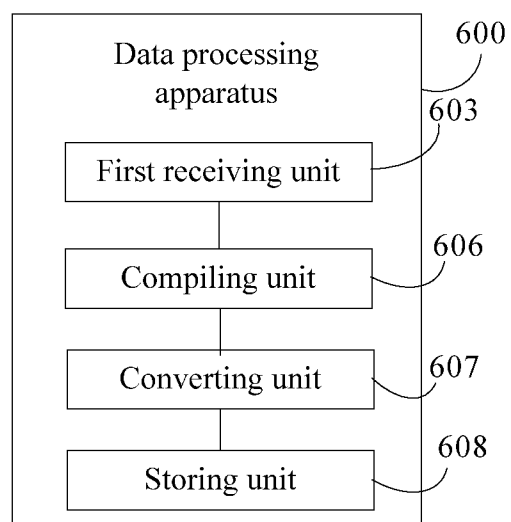 Data processing
apparatus
600
603
First receiving unit
606
Compiling unit
607
Converting unit
608
Storing unit